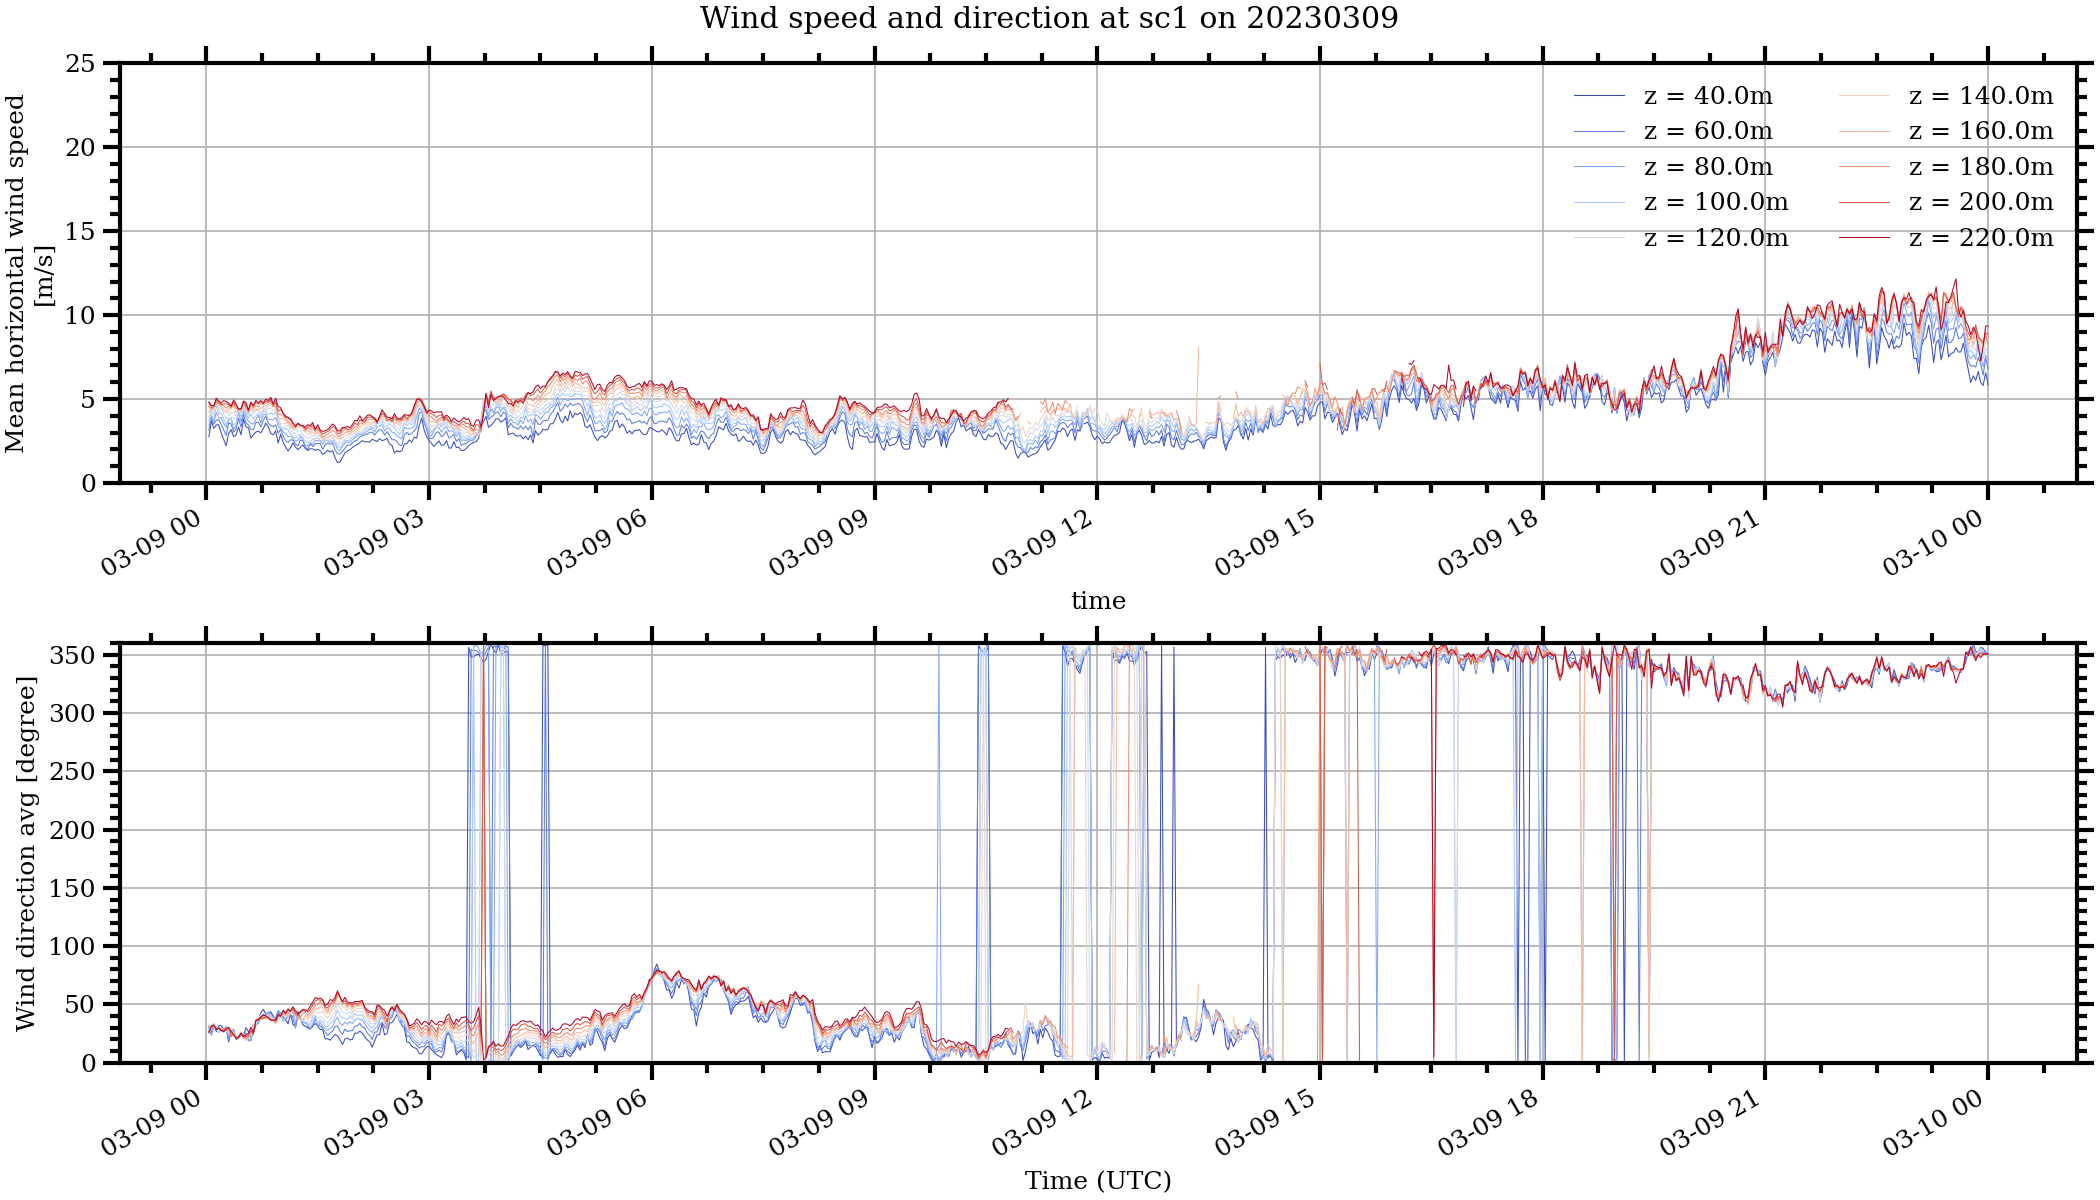 Wind speed and direction at sc1 on 20230309
Mean horizontal wind speed
[m/s]
25
20
15
10
5
0
z = 40.0m
z = 60.0m
z = 80.0m
z = 100.0m
z = 120.0m
z = 140.0m
z = 160.0m
z = 180.0m
z = 200.0m
z = 220.0m
03-09 00
03-09 03
03-09 06
03-09 09
03-09 12
03-09 15
03-09 18
03-09 21
03-10 00
time
Wind direction avg [degree]
350
300
250
200
150
100
50
0
03-09 00
03-09 03
03-09 06
03-09 09
03-09 12
03-09 15
03-09 18
03-09 21
03-10 00
Time (UTC)